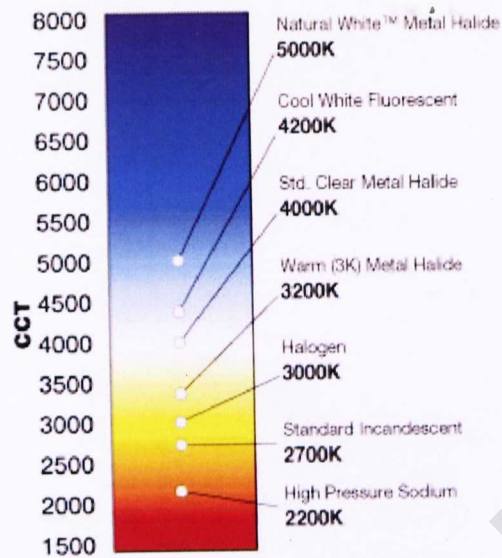 8000
7500
7000
6500
6000
5500
5000
4500
4000
3500
3000
2500
2000
1500
CCT
Natural White™ Metal Halide
5000K
Cool White Fluorescent
4200K
Std. Clear Metal Halide
4000K
Warm (3K) Metal Halide
3200K
Halogen
3000K
Standard Incandescent
2700K
High Pressure Sodium
2200K